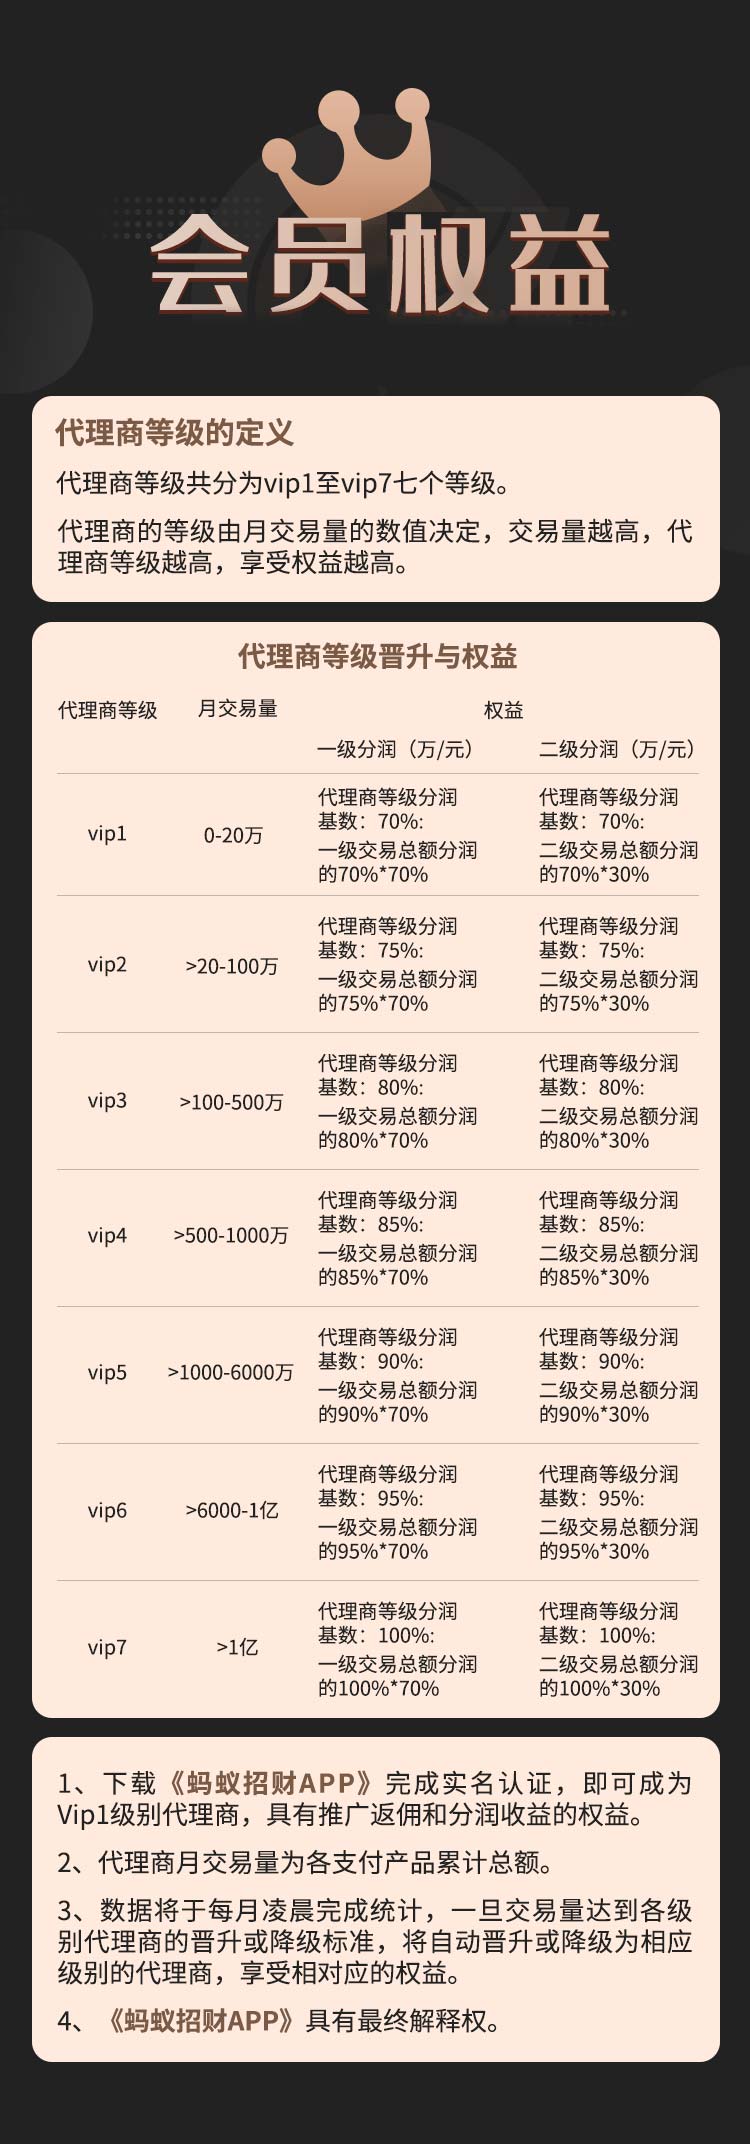 会员权益
代理商等级的定义
代理商等级共分为vip1至vip7七个等级。
代理商的等级由月交易量的数值决定，交易量越高，代
理商等级越高，享受权益越高。
代理商等级晋升与权益
代理商等级 月交易量 权益
一级分润（万/元） 二级分润（万/元）
代理商等级分润 代理商等级分润
基数：70%: 基数：70%:
vip1 0-20万
一级交易总额分润 二级交易总额分润
的70%*70% 的70%*30%
代理商等级分润 代理商等级分润
基数：75%: 基数：75%:
vip2 >20-100万
一级交易总额分润 二级交易总额分润
的75%*70% 的75%*30%
代理商等级分润 代理商等级分润
基数：80%: 基数：80%:
vip3 >100-500万
一级交易总额分润 二级交易总额分润
的80%*70% 的80%*30%
代理商等级分润 代理商等级分润
基数：85%: 基数：85%:
vip4 >500-1000万
一级交易总额分润 二级交易总额分润
的85%*70% 的85%*30%
代理商等级分润 代理商等级分润
基数：90%: 基数：90%:
vip5 >1000-6000万
一级交易总额分润 二级交易总额分润
的90%*70% 的90%*30%
代理商等级分润 代理商等级分润
基数：95%: 基数：95%:
vip6 >6000-1亿
一级交易总额分润 二级交易总额分润
的95%*70% 的95%*30%
代理商等级分润 代理商等级分润
基数：100%: 基数：100%:
vip7 >1亿
一级交易总额分润 二级交易总额分润
的100%*70% 的100%*30%
1、下载《蚂蚁招财APP》完成实名认证，即可成为
Vip1级别代理商，具有推广返佣和分润收益的权益。
2、代理商月交易量为各支付产品累计总额。
3、数据将于每月凌晨完成统计，一旦交易量达到各级
别代理商的晋升或降级标准，将自动晋升或降级为相应
级别的代理商，享受相对应的权益。
4、《蚂蚁招财APP》具有最终解释权。